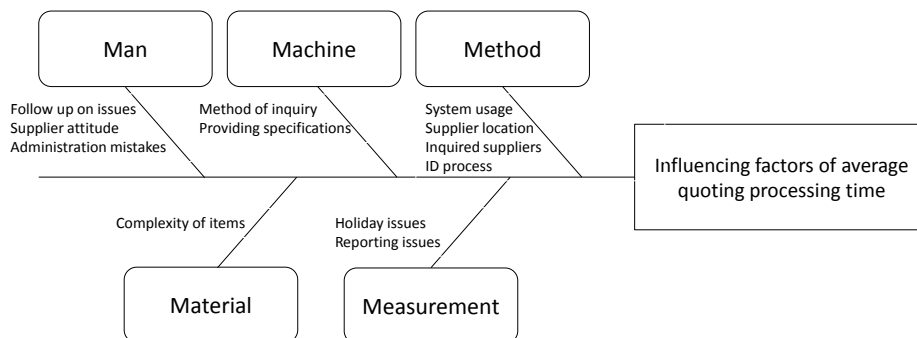 Man
Machine
Method
Follow up on issues
Supplier attitude
Administration mistakes
Method of inquiry
Providing specifications
System usage
Supplier location
Inquired suppliers
ID process
Influencing factors of average
quoting processing time
Complexity of items
Holiday issues
Reporting issues
Material
Measurement